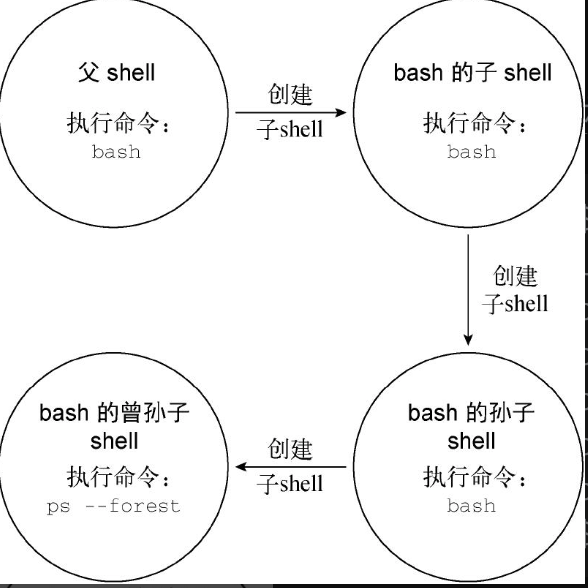 父 shell
执行命令：
bash
创建
子shell
bash 的子 shell
执行命令：
bash
创建
子shell
bash 的孙子
shell
执行命令：
bash
创建
子shell
bash 的曾孙子
shell
执行命令：
ps --forest